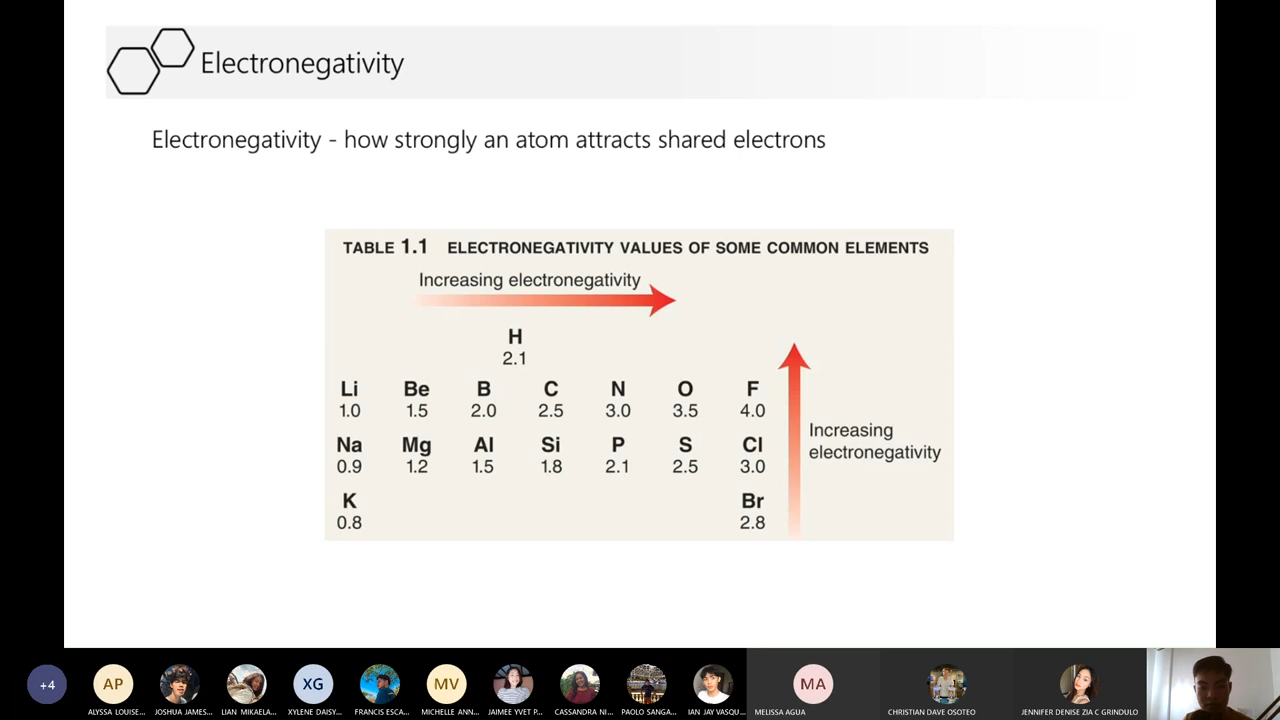 Electronegativity
Electronegativity - how strongly an atom attracts shared electrons
TABLE 1.1 ELECTRONEGATIVITY VALUES OF SOME COMMON ELEMENTS
Increasing electronegativity
H
2.1
Li Be B C N O F
1.0 1.5 2.0 2.5 3.0 3.5 4.0
Na Mg Al Si P S Cl
0.9 1.2 1.5 1.8 2.1 2.5 3.0
K Br
0.8 2.8
Increasing
electronegativity
+4 AP XG MV MA
ALYSSA LOUISE... JOSHUA JAMES... LIAN MIKAELA... XYLENE DAISY... FRANCIS ESCA... MICHELLE ANN... JAIMEE YVET P... CASSANDRA NI... PAOLO SANGA... IAN JAY VASQU... MELISSA AGUA CHRISTIAN DAVE OSOTEO JENNIFER DENISE ZIA C GRINDULO